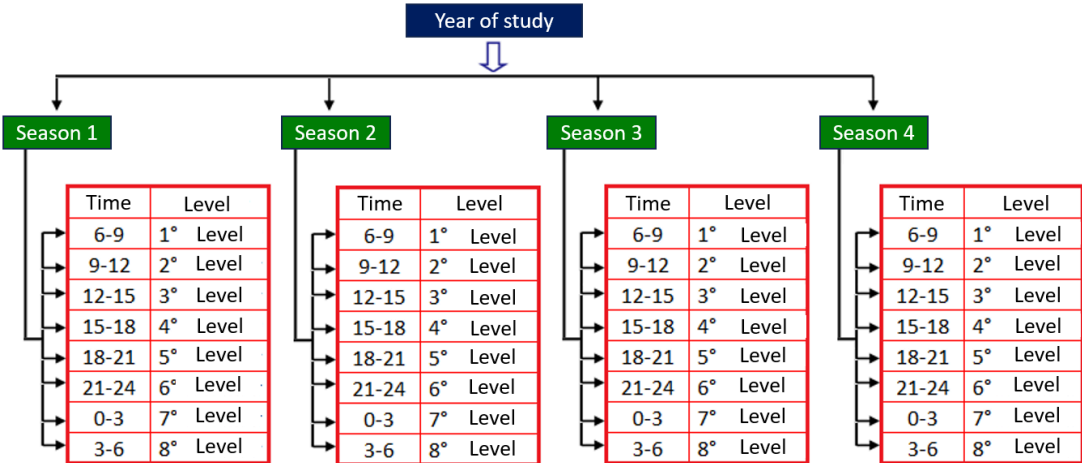 Year of study
Season 1
Season 2
Season 3
Season 4
Time Level
6-9 1° Level
9-12 2° Level
12-15 3° Level
15-18 4° Level
18-21 5° Level
21-24 6° Level
0-3 7° Level
3-6 8° Level
Time Level
6-9 1° Level
9-12 2° Level
12-15 3° Level
15-18 4° Level
18-21 5° Level
21-24 6° Level
0-3 7° Level
3-6 8° Level
Time Level
6-9 1° Level
9-12 2° Level
12-15 3° Level
15-18 4° Level
18-21 5° Level
21-24 6° Level
0-3 7° Level
3-6 8° Level
Time Level
6-9 1° Level
9-12 2° Level
12-15 3° Level
15-18 4° Level
18-21 5° Level
21-24 6° Level
0-3 7° Level
3-6 8° Level